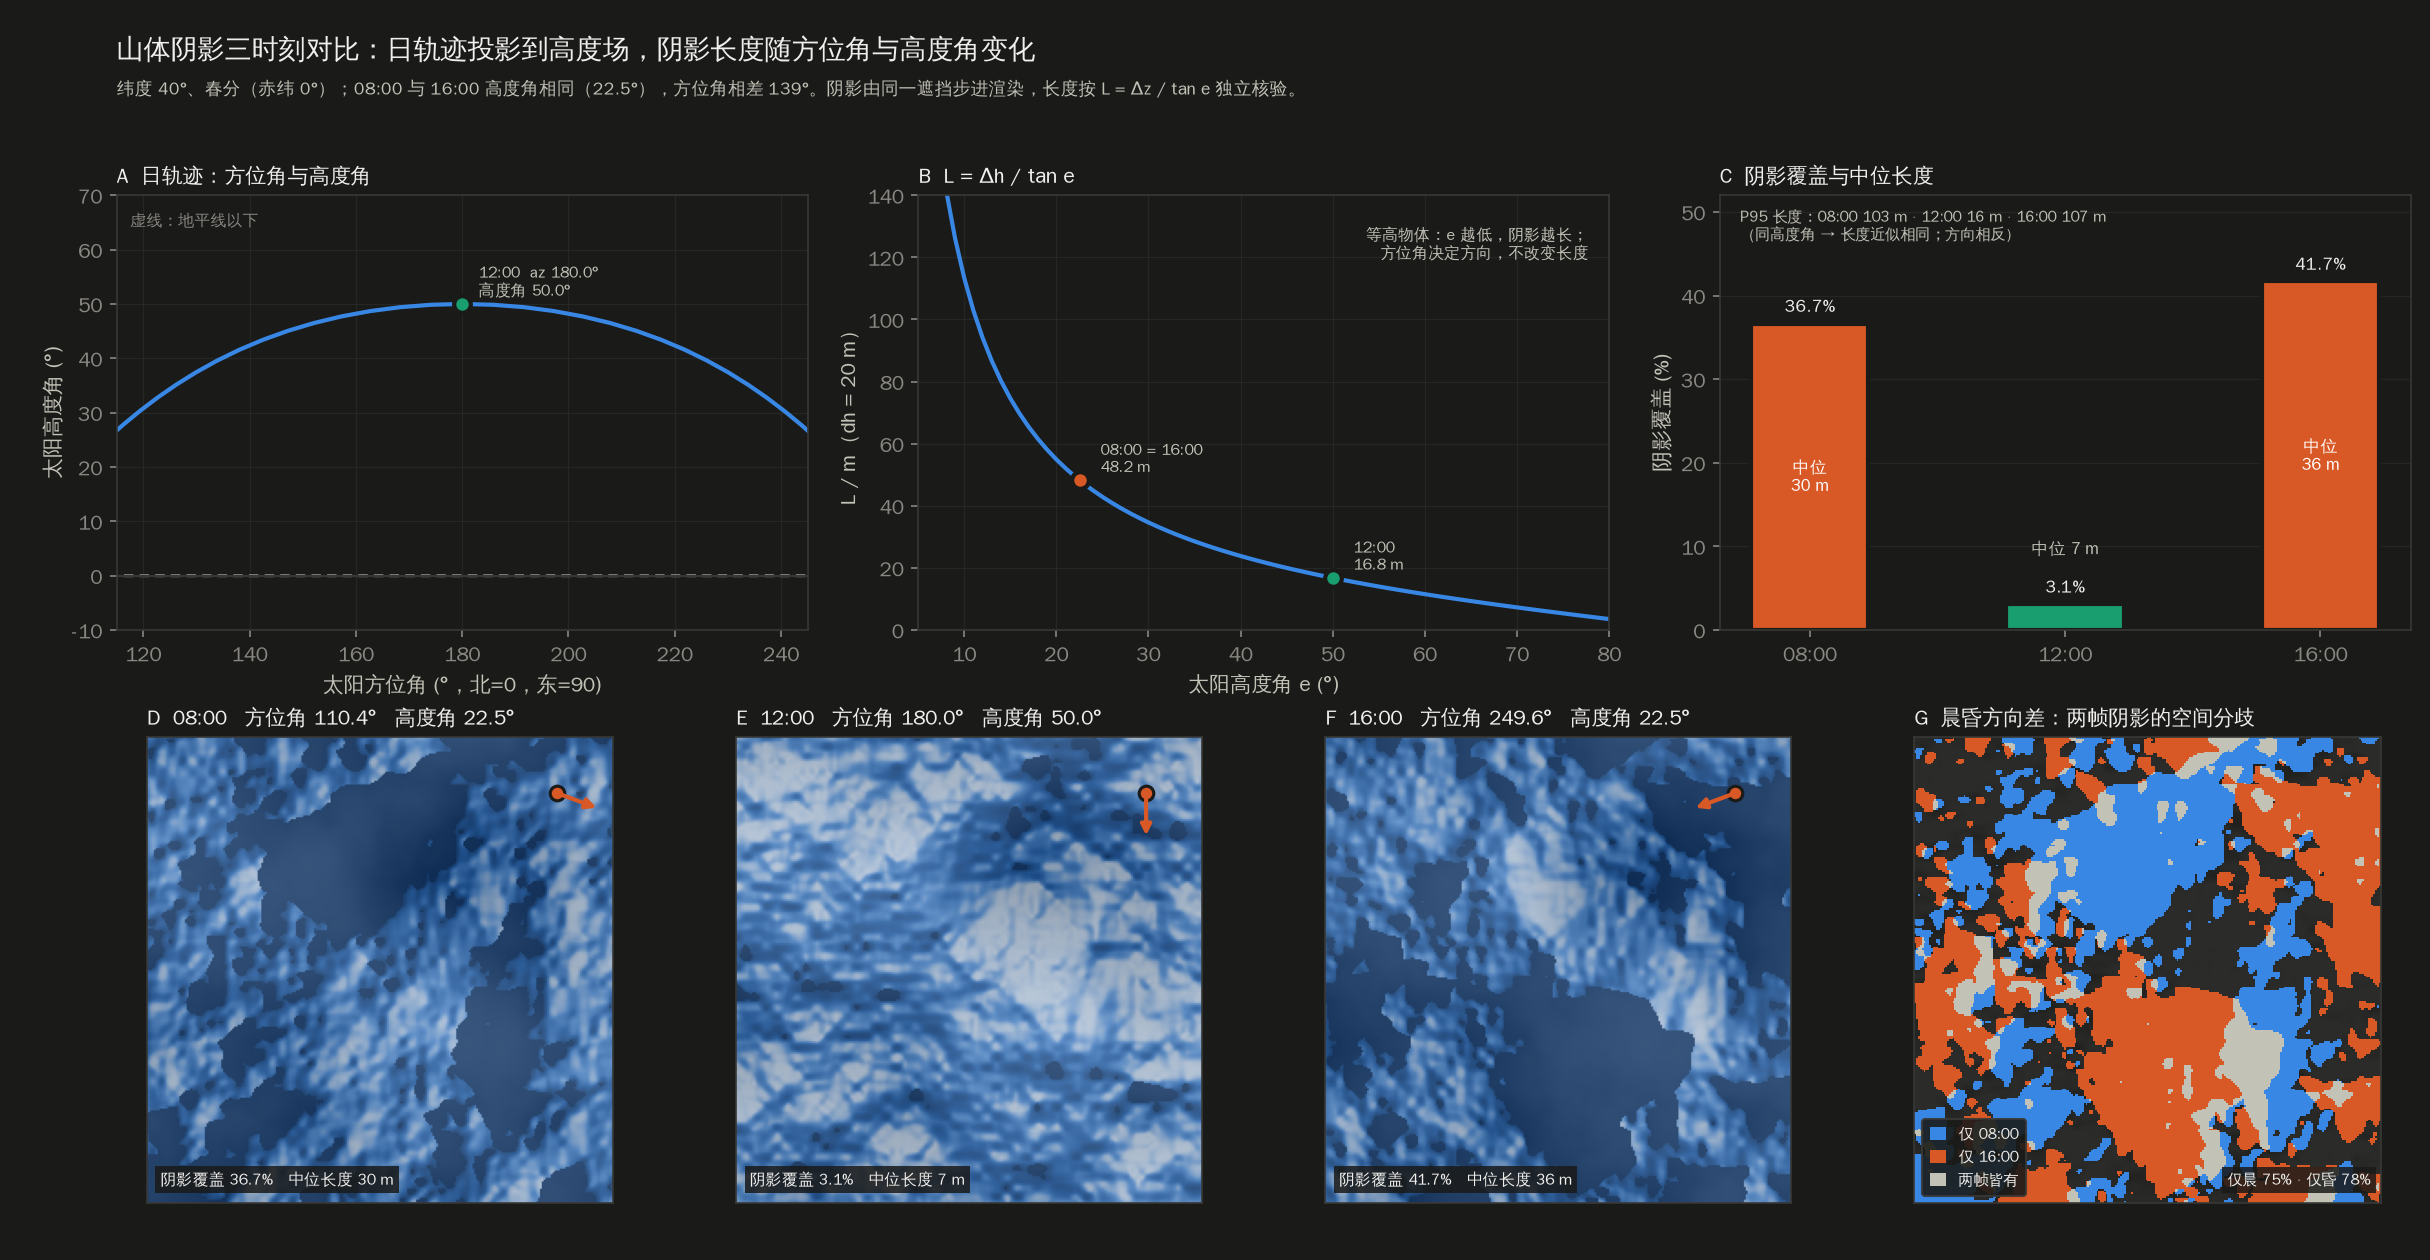 山体阴影三时刻对比：日轨迹投影到高度场，阴影长度随方位角与高度角变化
纬度 40°、春分（赤纬 0°）；08:00 与 16:00 高度角相同（22.5°），方位角相差 139°。阴影由同一遮挡步进渲染，长度按 L = Δz / tan e 独立核验。
A 日轨迹：方位角与高度角
虚线：地平线以下
12:00 az 180.0°
高度角 50.0°
太阳高度角 (°)
70
60
50
40
30
20
10
0
-10
120 140 160 180 200 220 240
太阳方位角 (°，北=0，东=90)
B L = Δh / tan e
等高物体：e 越低，阴影越长；
方位角决定方向，不改变长度
08:00 = 16:00
48.2 m
12:00
16.8 m
L / m（dh = 20 m）
140
120
100
80
60
40
20
0
10 20 30 40 50 60 70 80
太阳高度角 e (°)
C 阴影覆盖与中位长度
P95 长度：08:00 103 m · 12:00 16 m · 16:00 107 m
（同高度角 → 长度近似相同；方向相反）
阴影覆盖 (%)
50
40
30
20
10
0
36.7%
中位
30 m
中位 7 m
3.1%
41.7%
中位
36 m
08:00 12:00 16:00
D 08:00 方位角 110.4° 高度角 22.5°
阴影覆盖 36.7% 中位长度 30 m
E 12:00 方位角 180.0° 高度角 50.0°
阴影覆盖 3.1% 中位长度 7 m
F 16:00 方位角 249.6° 高度角 22.5°
阴影覆盖 41.7% 中位长度 36 m
G 晨昏方向差：两帧阴影的空间分歧
仅 08:00
仅 16:00
两帧皆有
仅晨 75% · 仅昏 78%